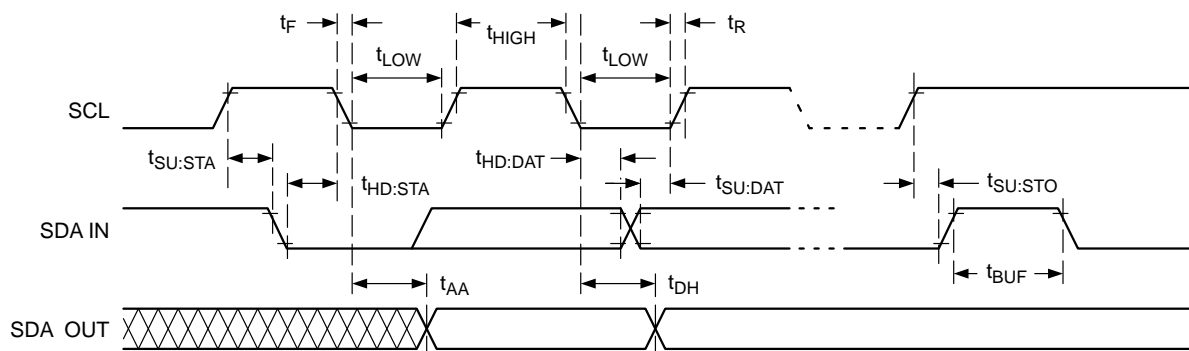 tF
tHIGH
tR
tLOW
tLOW
SCL
tSU:STA
tHD:STA
tHD:DAT
tSU:DAT
tSU:STO
SDA IN
tAA
tDH
tBUF
SDA OUT